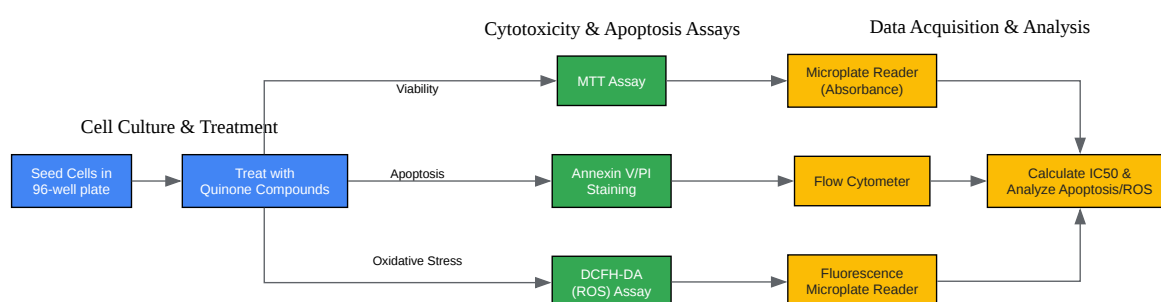 Cytotoxicity & Apoptosis Assays
Data Acquisition & Analysis
Cell Culture & Treatment
Seed Cells in
96-well plate
Treat with
Quinone Compounds
Viability
MTT Assay
Microplate Reader
(Absorbance)
Apoptosis
Annexin V/PI
Staining
Flow Cytometer
Calculate IC50 &
Analyze Apoptosis/ROS
Oxidative Stress
DCFH-DA
(ROS) Assay
Fluorescence
Microplate Reader